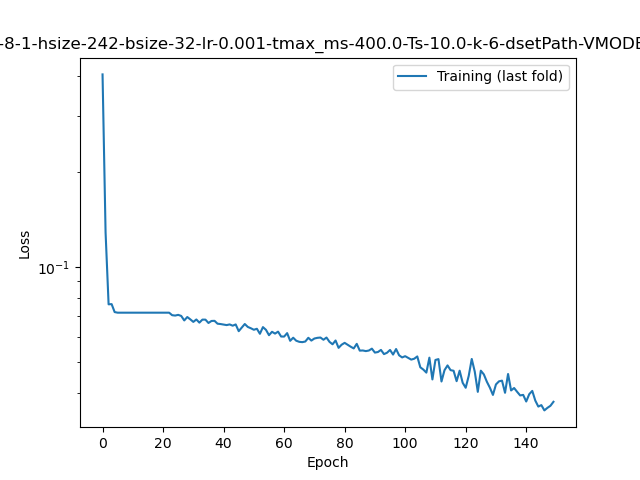 -8-1-hsize-242-bsize-32-lr-0.001-tmax_ms-400.0-Ts-10.0-k-6-dsetPath-VMODE
Training (last fold)
Loss
10⁻¹
0 20 40 60 80 100 120 140
Epoch